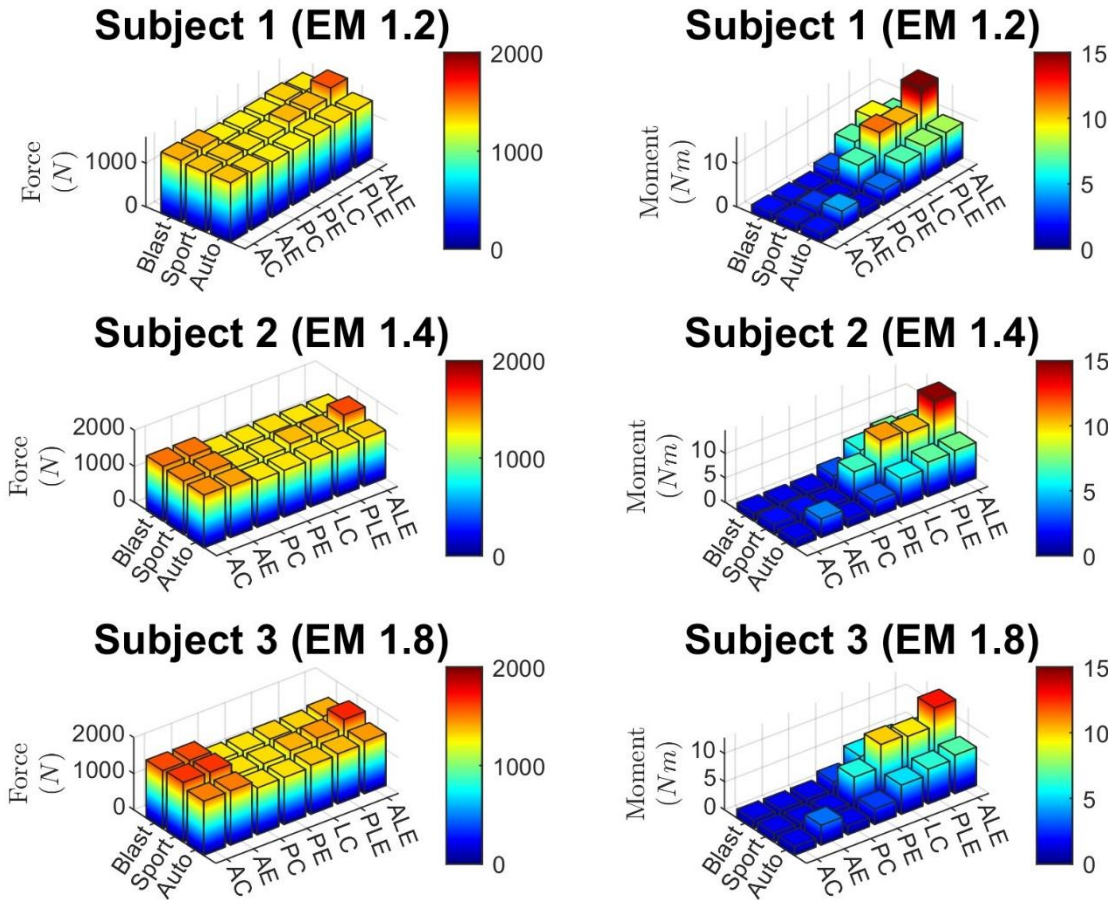 Subject 1 (EM 1.2)
2000
1000
0
Force
(N)
1000
0
Blast
Sport
Auto
AC
AE
PC
PE
LC
PLE
ALE
Subject 1 (EM 1.2)
15
10
5
0
Moment
(Nm)
10
0
Blast
Sport
Auto
AC
AE
PC
PE
LC
PLE
ALE
Subject 2 (EM 1.4)
2000
1000
0
Force
(N)
2000
1000
0
Blast
Sport
Auto
AC
AE
PC
PE
LC
PLE
ALE
Subject 2 (EM 1.4)
15
10
5
0
Moment
(Nm)
10
5
0
Blast
Sport
Auto
AC
AE
PC
PE
LC
PLE
ALE
Subject 3 (EM 1.8)
2000
1000
0
Force
(N)
2000
1000
0
Blast
Sport
Auto
AC
AE
PC
PE
LC
PLE
ALE
Subject 3 (EM 1.8)
15
10
5
0
Moment
(Nm)
10
5
0
Blast
Sport
Auto
AC
AE
PC
PE
LC
PLE
ALE